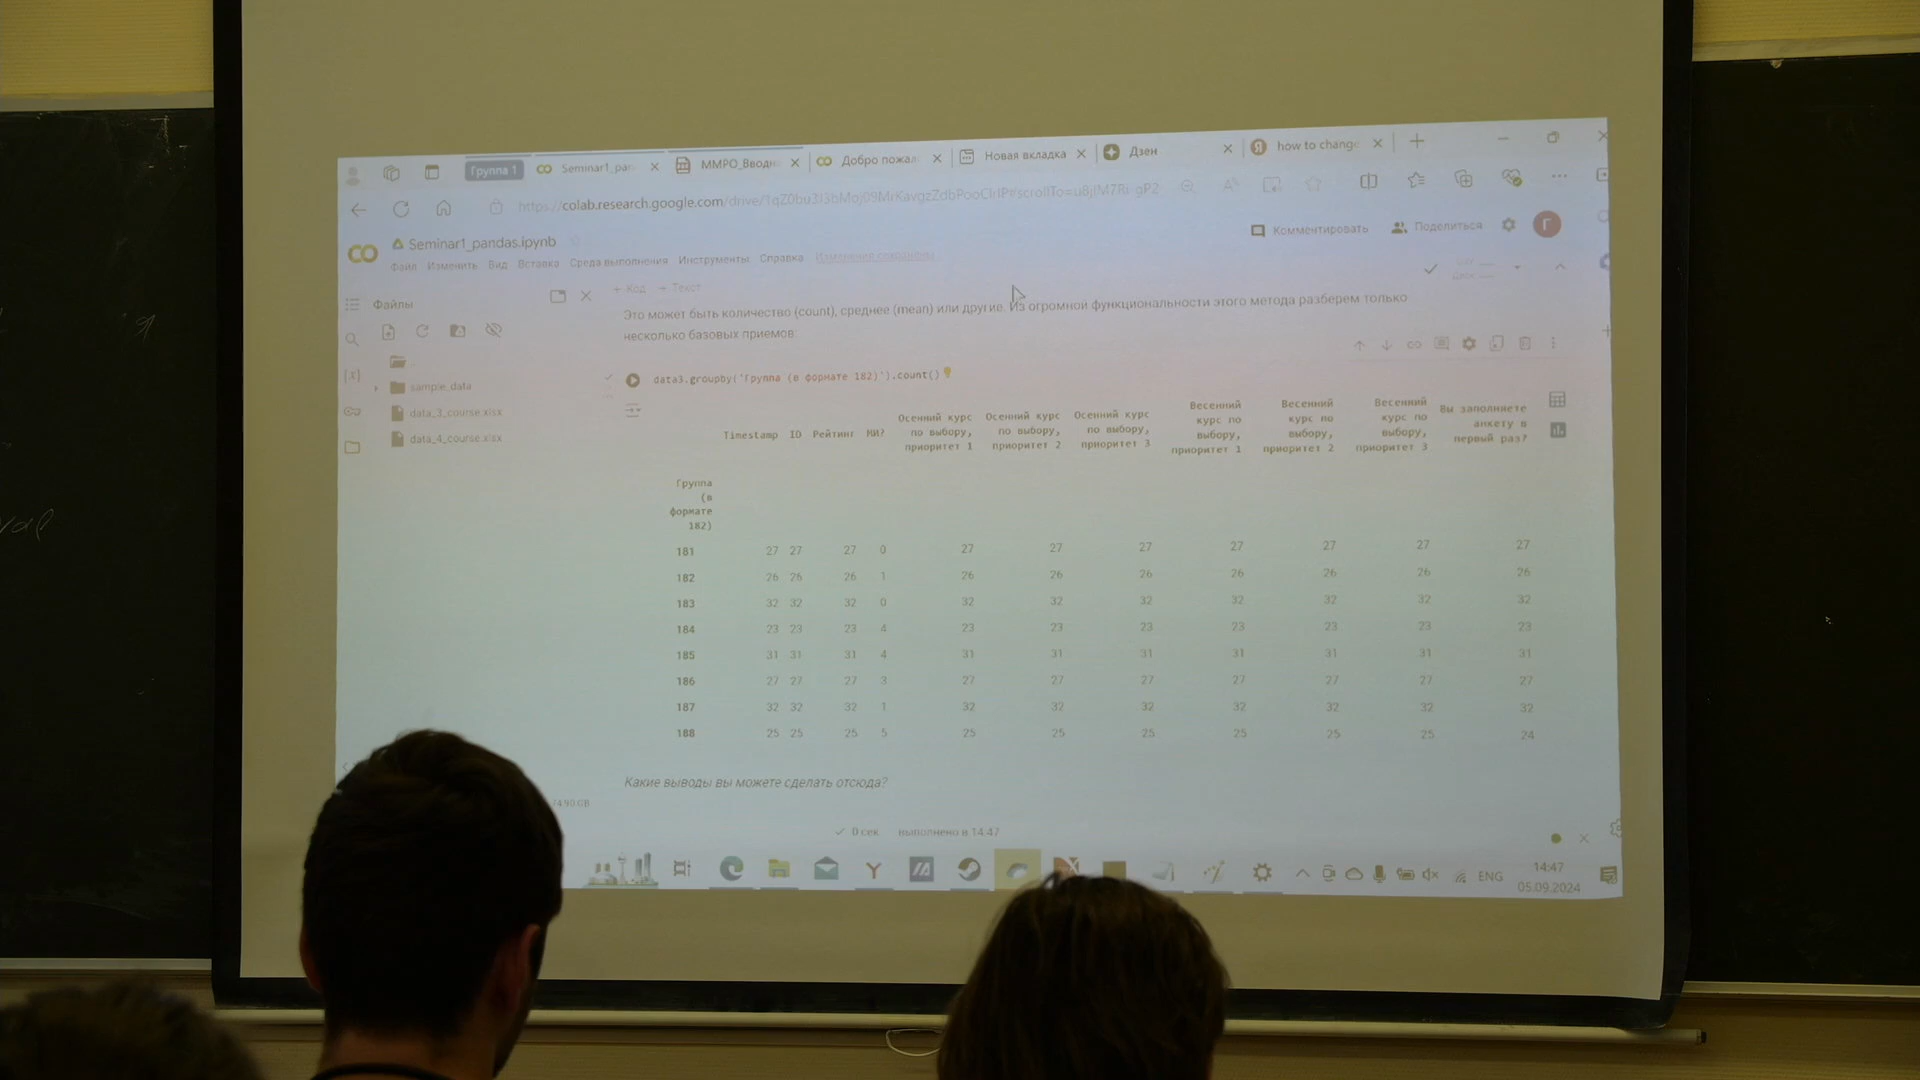 Группа 1
Seminar1_pan
ММРО_Вводн
Добро пожал
Новая вкладка
Дзен
how to change
colab.research.google.com/drive/
Seminar1_pandas.ipynb
Комментировать
Поделиться
Файл Изменить Вид Вставка Среда выполнения Инструменты Справка Изменения сохранены
Файлы
+ Код + Текст
Это может быть количество (count), среднее (mean) или другие. Из огромной функциональности этого метода разберем только
несколько базовых приемов:
sample_data
data_3_course.xlsx
data_4_course.xlsx
data3.groupby('Группа (в формате 182)').count()
Timestamp ID Рейтинг МИ? Осенний курс по выбору, приоритет 1 Осенний курс по выбору, приоритет 2 Осенний курс по выбору, приоритет 3 Весенний курс по выбору, приоритет 1 Весенний курс по выбору, приоритет 2 Весенний курс по выбору, приоритет 3 Вы заполняете анкету в первый раз?
Группа
(в
формате
182)
181 27 27 27 0 27 27 27 27 27 27 27
182 26 26 26 1 26 26 26 26 26 26 26
183 32 32 32 0 32 32 32 32 32 32 32
184 23 23 23 4 23 23 23 23 23 23 23
185 31 31 31 4 31 31 31 31 31 31 31
186 27 27 27 3 27 27 27 27 27 27 27
187 32 32 32 1 32 32 32 32 32 32 32
188 25 25 25 5 25 25 25 25 25 25 24
Какие выводы вы можете сделать отсюда?
0 сек. выполнено в 14:47
ENG
14:47
05.09.2024